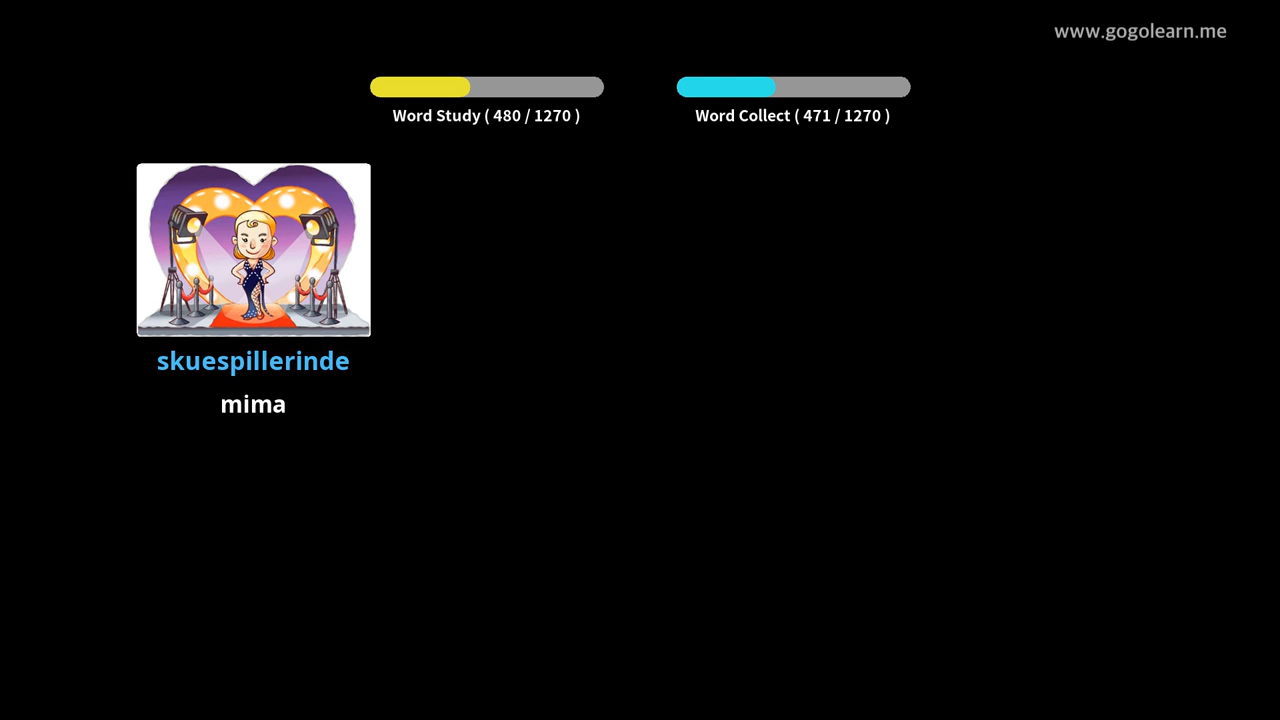 www.gogolearn.me
Word Study ( 480 / 1270 )
Word Collect ( 471 / 1270 )
skuespillerinde
mima